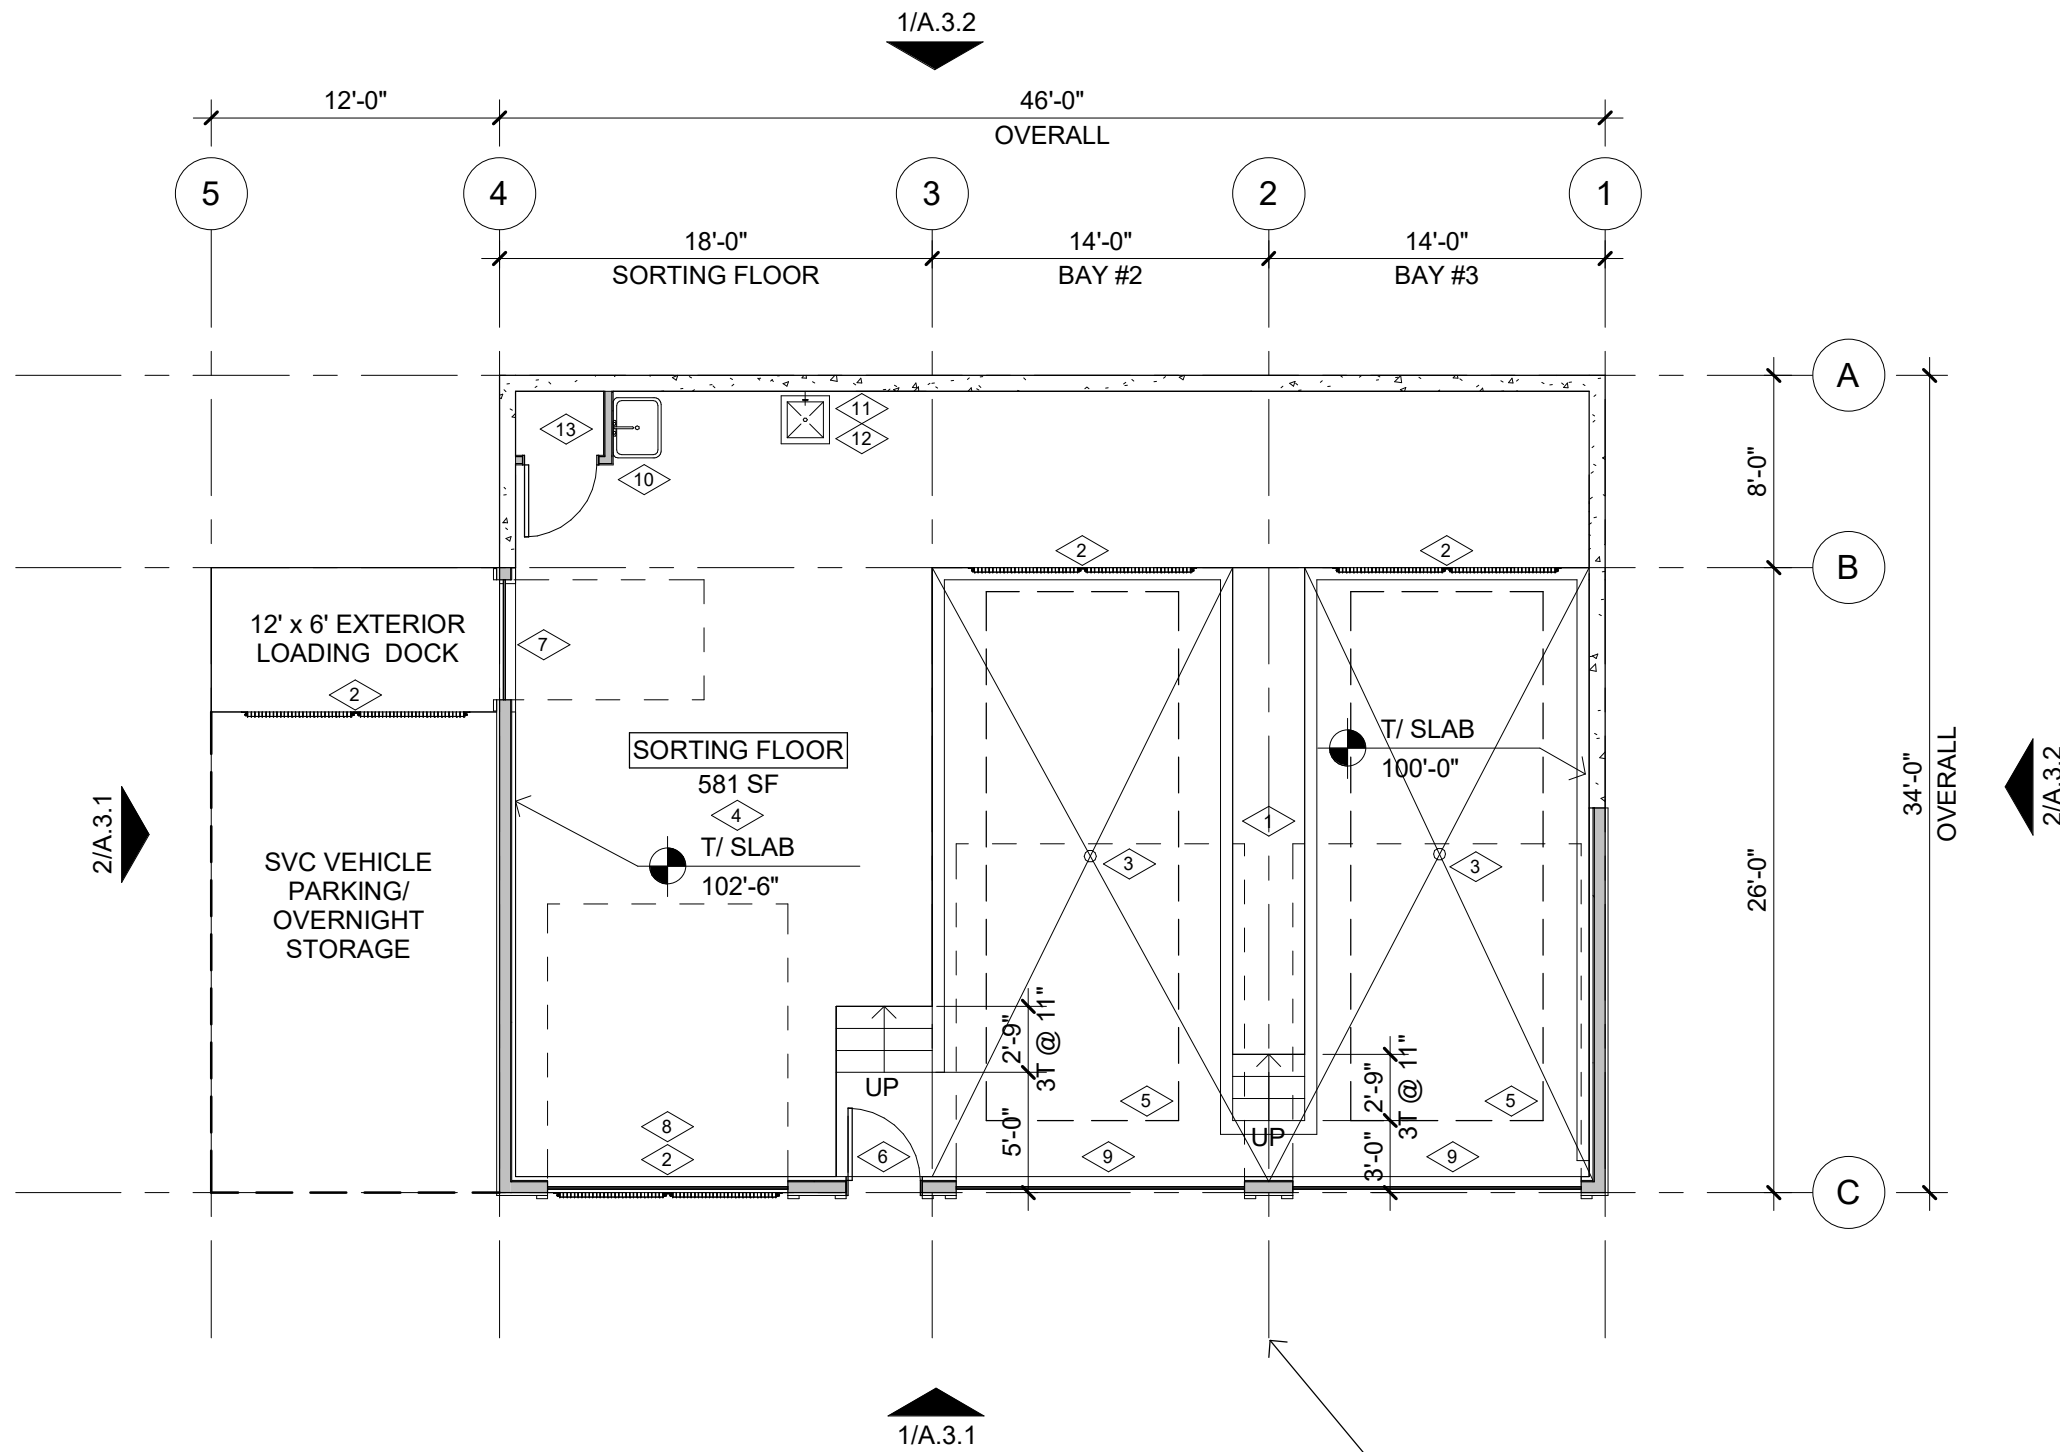 1/A.3.2
12'-0"
46'-0"
OVERALL
5
4
3
2
1
18'-0"
SORTING FLOOR
14'-0"
BAY #2
14'-0"
BAY #3
A
13
11
12
10
8'-0"
2
2
B
12' x 6' EXTERIOR
LOADING DOCK
2
7
SORTING FLOOR
581 SF
4
T/ SLAB
102'-6"
T/ SLAB
100'-0"
1
3
3
26'-0"
34'-0"
OVERALL
2/A.3.2
2/A.3.1
SVC VEHICLE
PARKING/
OVERNIGHT
STORAGE
2'-9"
3T @ 11"
UP
5'-0"
2'-9"
3T @ 11"
UP
3'-0"
5
5
8
2
6
9
9
C
1/A.3.1